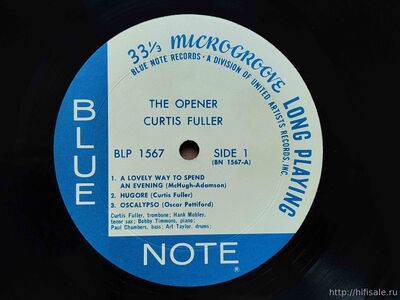 33⅓ MICROGROOVE LONG PLAYING
BLUE NOTE RECORDS • A DIVISION OF UNITED ARTISTS RECORDS, INC.
THE OPENER
CURTIS FULLER
BLP 1567 SIDE 1
(BN 1567-A)
1. A LOVELY WAY TO SPEND
AN EVENING (McHugh-Adamson)
2. HUGORE (Curtis Fuller)
3. OSCALYPSO (Oscar Pettiford)
Curtis Fuller, trombone; Hank Mobley,
tenor sax; Bobby Timmons, piano;
Paul Chambers, bass; Art Taylor, drums;
BLUE
NOTE ®
http://hifisale.ru